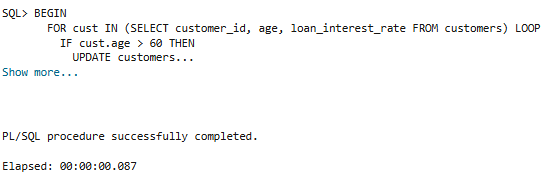 SQL> BEGIN
FOR cust IN (SELECT customer_id, age, loan_interest_rate FROM customers) LOOP
IF cust.age > 60 THEN
UPDATE customers...
Show more...
PL/SQL procedure successfully completed.
Elapsed: 00:00:00.087